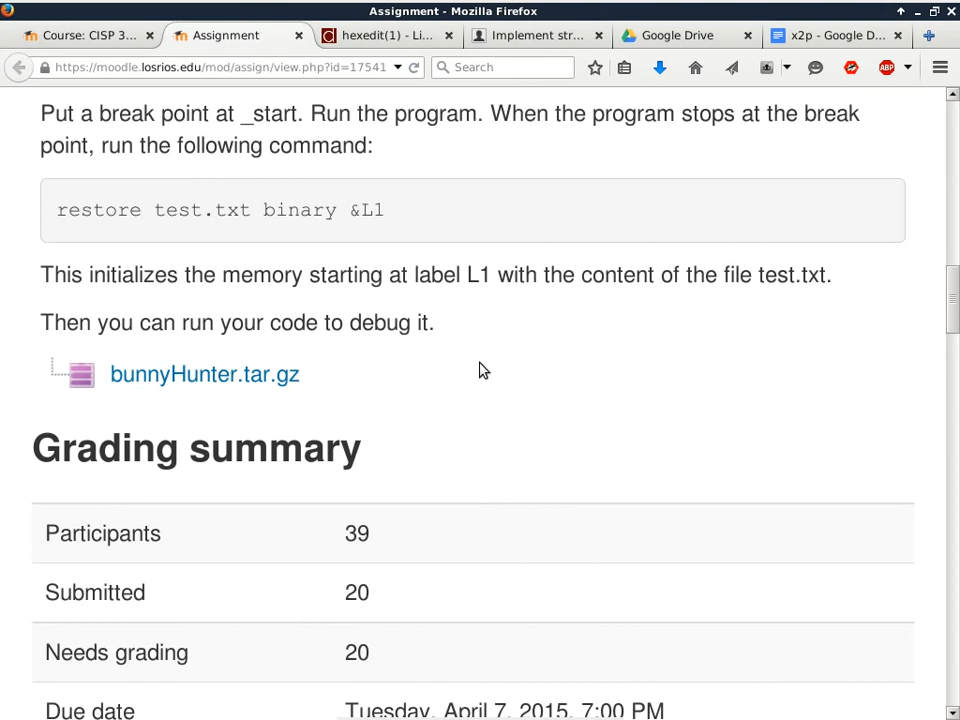 Assignment - Mozilla Firefox
Course: CISP 3...
Assignment
hexedit(1) - Li...
Implement str...
Google Drive
x2p - Google D...
https://moodle.losrios.edu/mod/assign/view.php?id=17541
Search
ABP
Put a break point at _start. Run the program. When the program stops at the break
point, run the following command:
restore test.txt binary &L1
This initializes the memory starting at label L1 with the content of the file test.txt.
Then you can run your code to debug it.
bunnyHunter.tar.gz
Grading summary
Participants 39
Submitted 20
Needs grading 20
Due date Tuesday, April 7, 2015, 7:00 PM